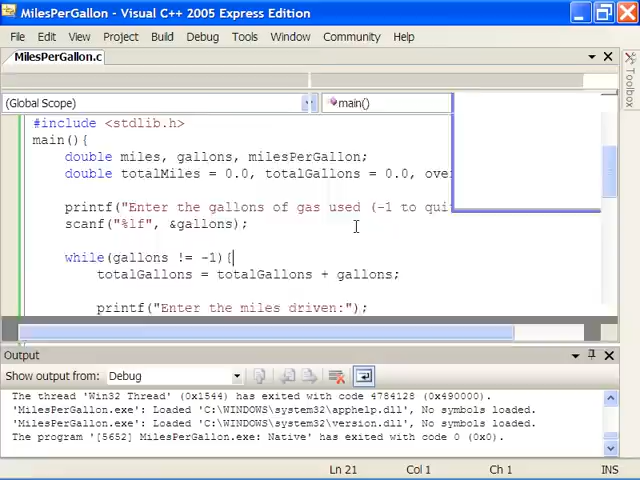 MilesPerGallon - Visual C++ 2005 Express Edition
File Edit View Project Build Debug Tools Window Community Help
MilesPerGallon.c
(Global Scope) main()
Toolbox
#include <stdlib.h>
main(){
double miles, gallons, milesPerGallon;
double totalMiles = 0.0, totalGallons = 0.0, over
printf("Enter the gallons of gas used (-1 to quit
scanf("%lf", &gallons);
while(gallons != -1){
totalGallons = totalGallons + gallons;
printf("Enter the miles driven:");
Output
Show output from: Debug
The thread 'Win32 Thread' (0x1544) has exited with code 4784128 (0x490000).
'MilesPerGallon.exe': Loaded 'C:\WINDOWS\system32\apphelp.dll', No symbols loaded.
'MilesPerGallon.exe': Loaded 'C:\WINDOWS\system32\version.dll', No symbols loaded.
The program '[5652] MilesPerGallon.exe: Native' has exited with code 0 (0x0).
Ln 21 Col 1 Ch 1